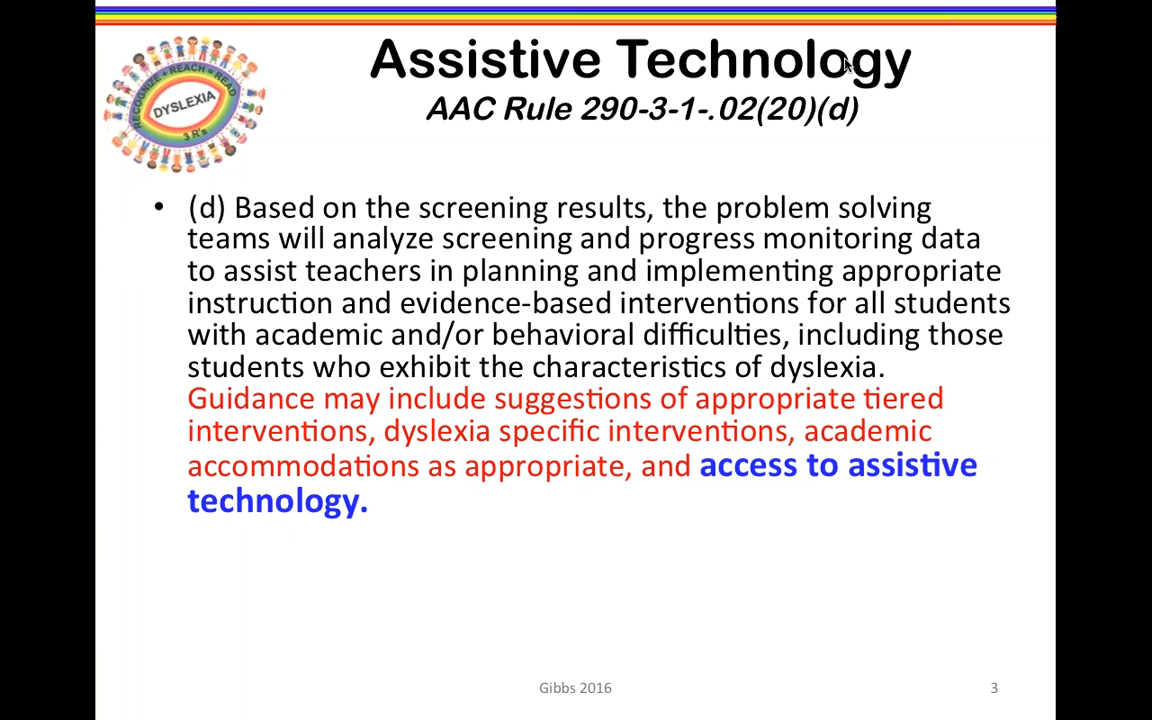 Assistive Technology
AAC Rule 290-3-1-.02(20)(d)
RECOGNIZE + REACH = READ
DYSLEXIA
3 R's
• (d) Based on the screening results, the problem solving
teams will analyze screening and progress monitoring data
to assist teachers in planning and implementing appropriate
instruction and evidence-based interventions for all students
with academic and/or behavioral difficulties, including those
students who exhibit the characteristics of dyslexia.
Guidance may include suggestions of appropriate tiered
interventions, dyslexia specific interventions, academic
accommodations as appropriate, and access to assistive
technology.
Gibbs 2016
3